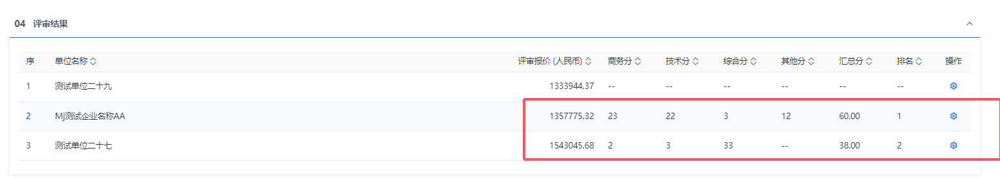 04 评审结果
序 单位名称 评审报价 (人民币) 商务分 技术分 综合分 其他分 汇总分 排名 操作
1 测试单位二十九 1333944.37 -- -- -- -- -- --
2 Mj测试企业名称AA 1357775.32 23 22 3 12 60.00 1
3 测试单位二十七 1543045.68 2 3 33 -- 38.00 2